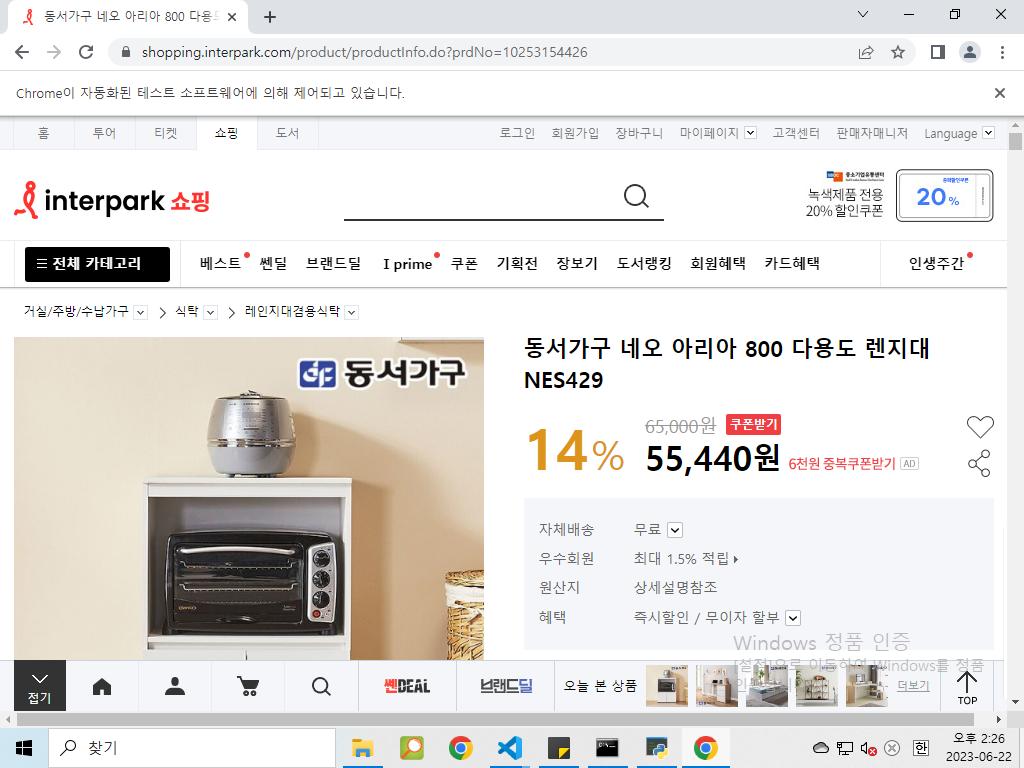 동서가구 네오 아리아 800 다용도
shopping.interpark.com/product/productInfo.do?prdNo=10253154426
Chrome이 자동화된 테스트 소프트웨어에 의해 제어되고 있습니다.
홈 투어 티켓 쇼핑 도서 로그인 회원가입 장바구니 마이페이지 고객센터 판매자매니저 Language
interpark 쇼핑
중소기업유통센터
녹색제품 전용
20% 할인쿠폰
중복할인쿠폰
20%
전체 카테고리 베스트 쎈딜 브랜드딜 I prime 쿠폰 기획전 장보기 도서랭킹 회원혜택 카드혜택 인생주간
거실/주방/수납가구 식탁 레인지대겸용식탁
동서가구
동서가구 네오 아리아 800 다용도 렌지대
NES429
14% 65,000원 쿠폰받기
55,440원 6천원 중복쿠폰받기 AD
자체배송 무료
우수회원 최대 1.5% 적립
원산지 상세설명참조
혜택 즉시할인 / 무이자 할부
Windows 정품 인증
[설정]으로 이동하여 Windows를 정품
접기 쎈DEAL 브랜드딜 오늘 본 상품 더보기 TOP
찾기
한 오후 2:26
2023-06-22